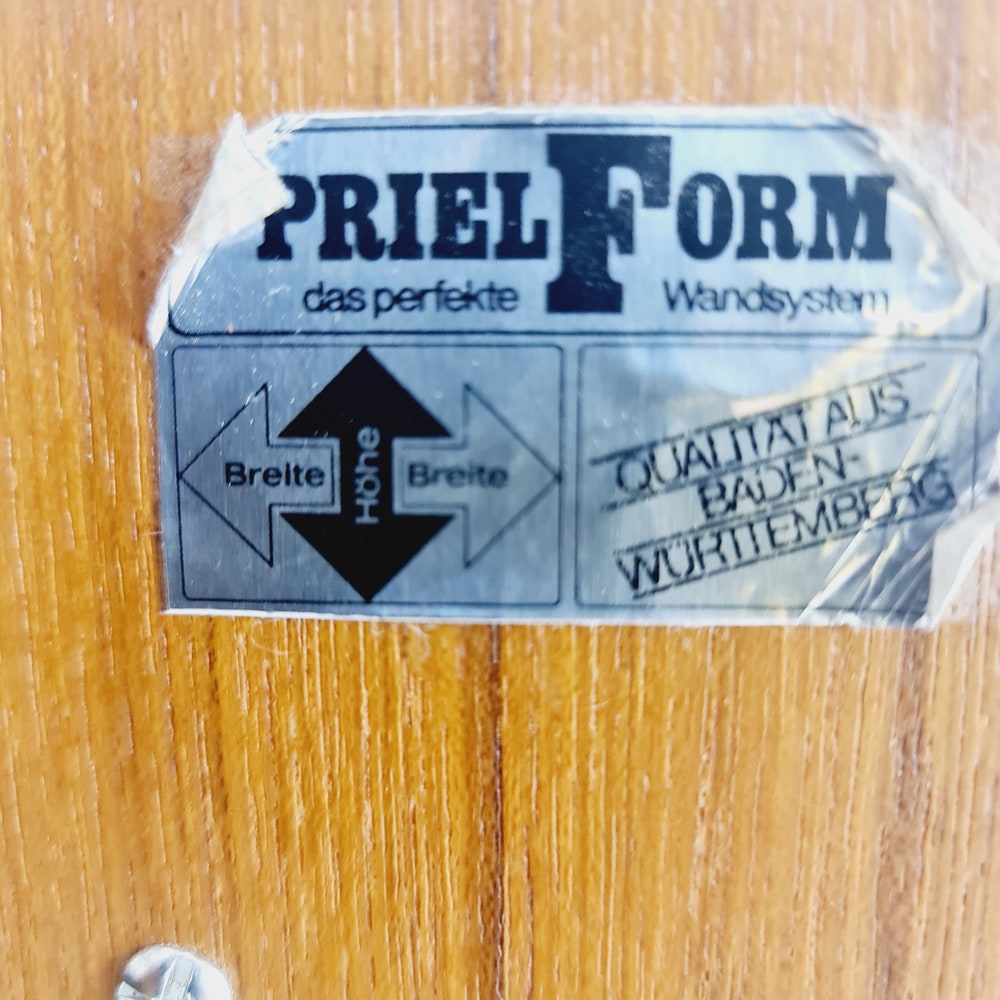 PRIELFORM
das perfekte Wandsystem
Breite Höhe Breite
QUALITÄT AUS
BADEN-
WÜRTTEMBERG